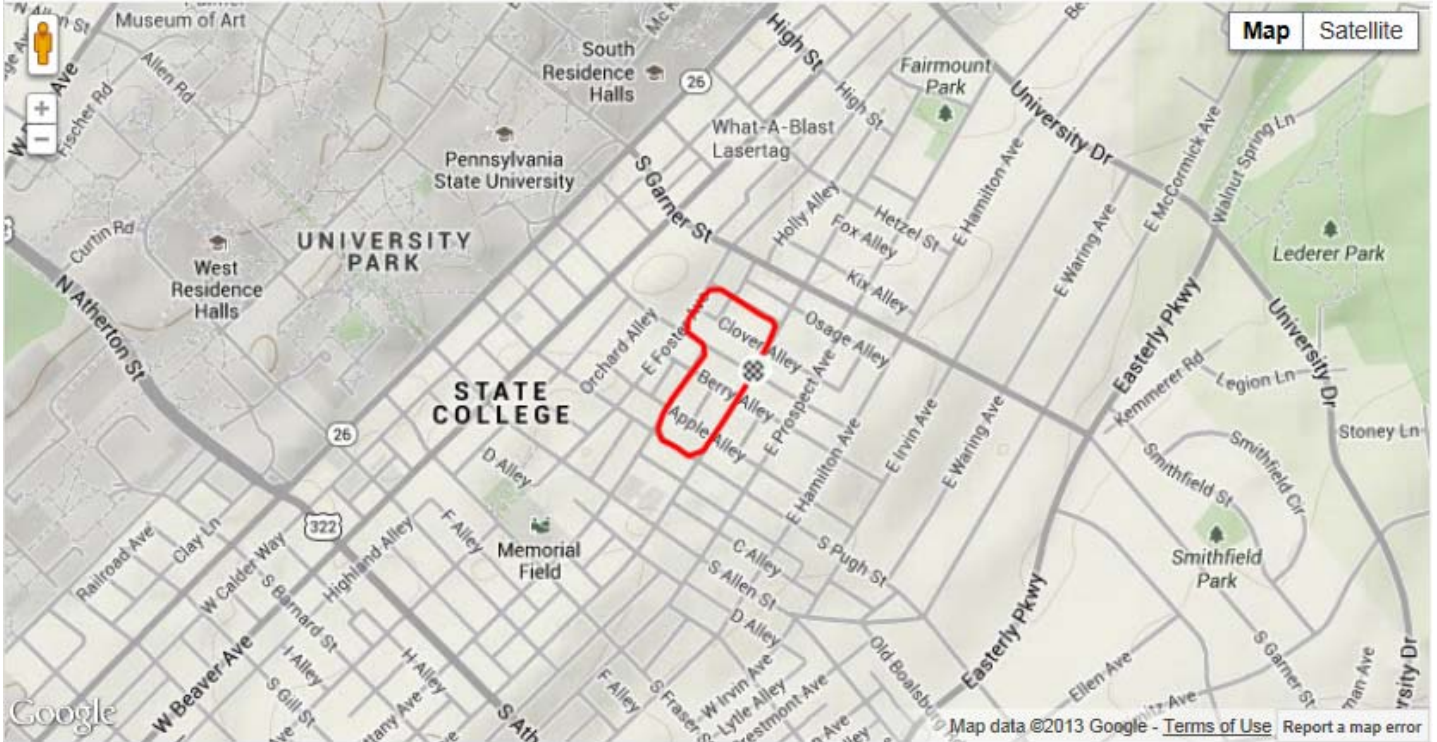 Museum of Art
Map
Satellite
Allen Rd
Fischer Rd
South
Residence
Halls
26
High St
High St
Fairmount
Park
What-A-Blast
Lasertag
Pennsylvania
State University
University Dr
E McCormick Ave
Walnut Spring Ln
S Garner St
Holly Alley
Hetzel St
Fox Alley
E Hamilton Ave
E Waring Ave
Lederer Park
Curtin Rd
UNIVERSITY
PARK
West
Residence
Halls
N Atherton St
Kix Alley
Orchard Alley
E Foster Ave
Clover Alley
Osage Alley
Easterly Pkwy
University Dr
Berry Alley
E Prospect Ave
Kemmerer Rd
Legion Ln
STATE
COLLEGE
Apple Alley
E Hamilton Ave
E Irvin Ave
E Waring Ave
Stoney Ln
26
D Alley
Smithfield St
Smithfield Cir
322
Railroad Ave
Clay Ln
W Calder Way
Highland Alley
F Alley
Memorial
Field
C Alley
S Pugh St
Smithfield
Park
S Barnard St
S Allen St
D Alley
Easterly Pkwy
W Beaver Ave
I Alley
H Alley
S Gill St
F Alley
S Fraser
W Irvin Ave
S Lytle Alley
Old Boalsburg
Ellen Ave
S Garner St
Google
Map data ©2013 Google - Terms of Use
Report a map error